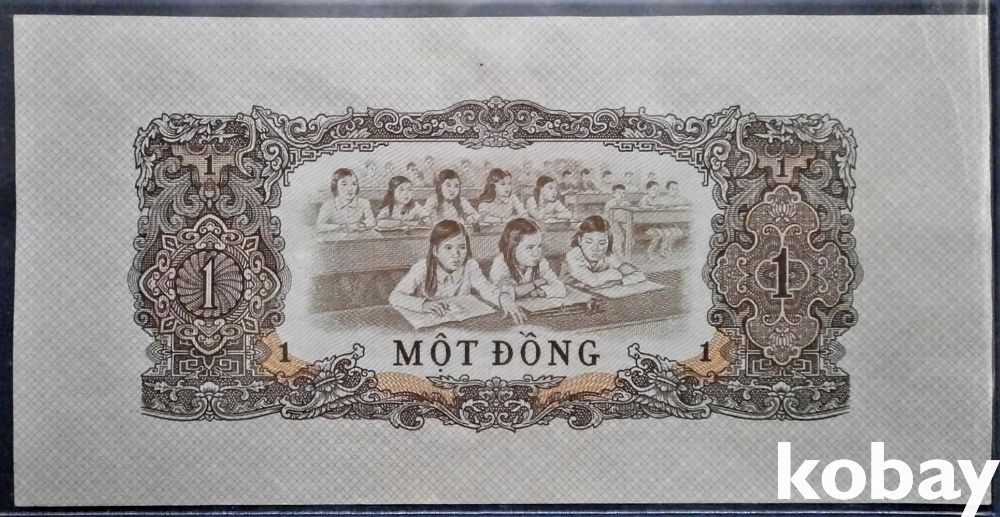 1 1
1 1
1 MỘT ĐỒNG 1
kobay